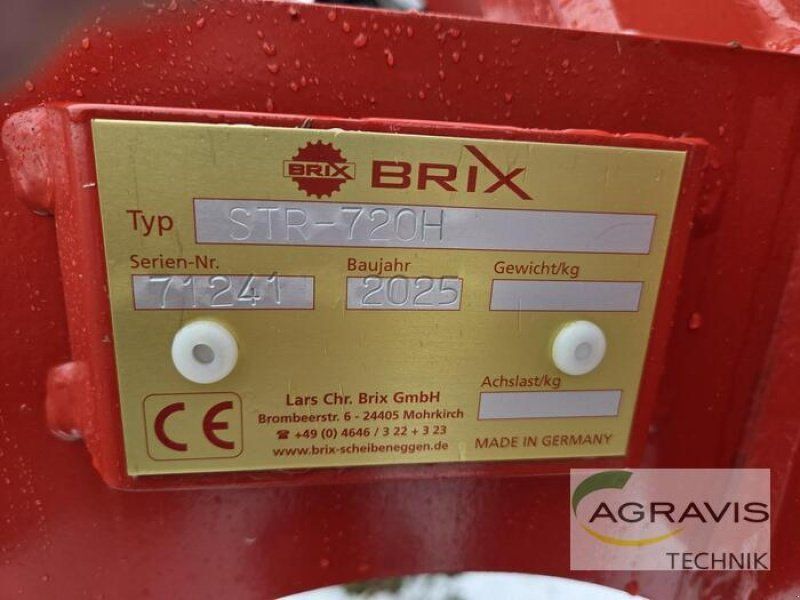 BRIX BRIX
Typ STR-720H
Serien-Nr. Baujahr Gewicht/kg
71241 2025
Achslast/kg
CE
Lars Chr. Brix GmbH
Brombeerstr. 6 - 24405 Mohrkirch
☎ +49 (0) 4646 / 3 22 + 3 23
www.brix-scheibeneggen.de
MADE IN GERMANY
AGRAVIS
TECHNIK